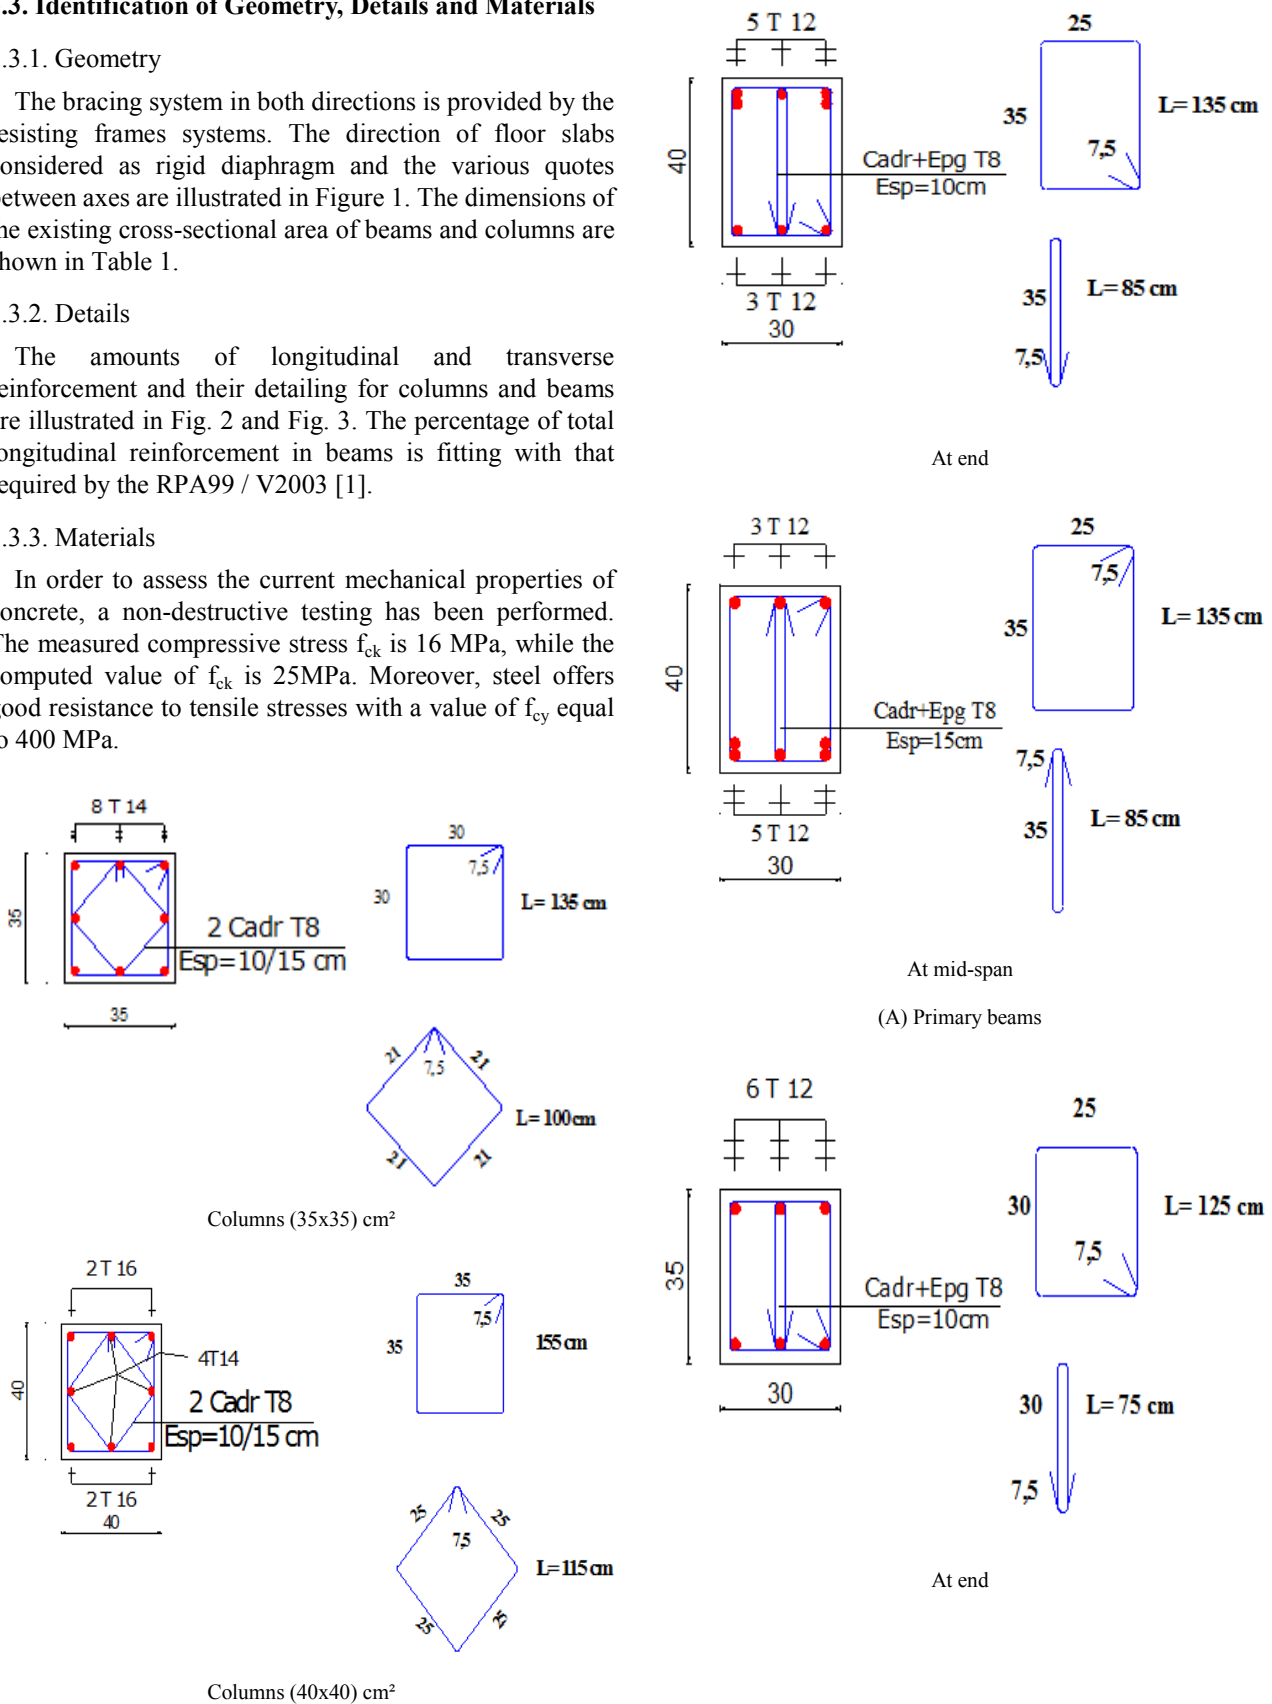 .3. Identification of Geometry, Details and Materials
.3.1. Geometry
The bracing system in both directions is provided by the
esisting frames systems. The direction of floor slabs
onsidered as rigid diaphragm and the various quotes
etween axes are illustrated in Figure 1. The dimensions of
he existing cross-sectional area of beams and columns are
hown in Table 1.
.3.2. Details
The amounts of longitudinal and transverse
einforcement and their detailing for columns and beams
re illustrated in Fig. 2 and Fig. 3. The percentage of total
ongitudinal reinforcement in beams is fitting with that
equired by the RPA99 / V2003 [1].
.3.3. Materials
In order to assess the current mechanical properties of
oncrete, a non-destructive testing has been performed.
The measured compressive stress fck is 16 MPa, while the
omputed value of fck is 25MPa. Moreover, steel offers
good resistance to tensile stresses with a value of fcy equal
o 400 MPa.
8 T 14
35
35
2 Cadr T8
Esp=10/15 cm
30
7,5
30
L= 135 cm
21
21
7,5
L= 100cm
21
21
Columns (35x35) cm²
2T 16
4T14
40
2 Cadr T8
Esp=10/15 cm
2T 16
40
35
7,5
35
155cm
25
25
7,5
L=115cm
25
25
Columns (40x40) cm²
5 T 12
40
Cadr+Epg T8
Esp=10cm
3 T 12
30
25
35
7,5
L= 135 cm
35
L= 85 cm
7,5
At end
3 T 12
40
Cadr+Epg T8
Esp=15cm
5 T 12
30
25
7,5
35
L= 135 cm
7,5
35
L= 85 cm
At mid-span
(A) Primary beams
6 T 12
35
Cadr+Epg T8
Esp=10cm
30
25
30
7,5
L= 125 cm
30
L= 75 cm
7,5
At end